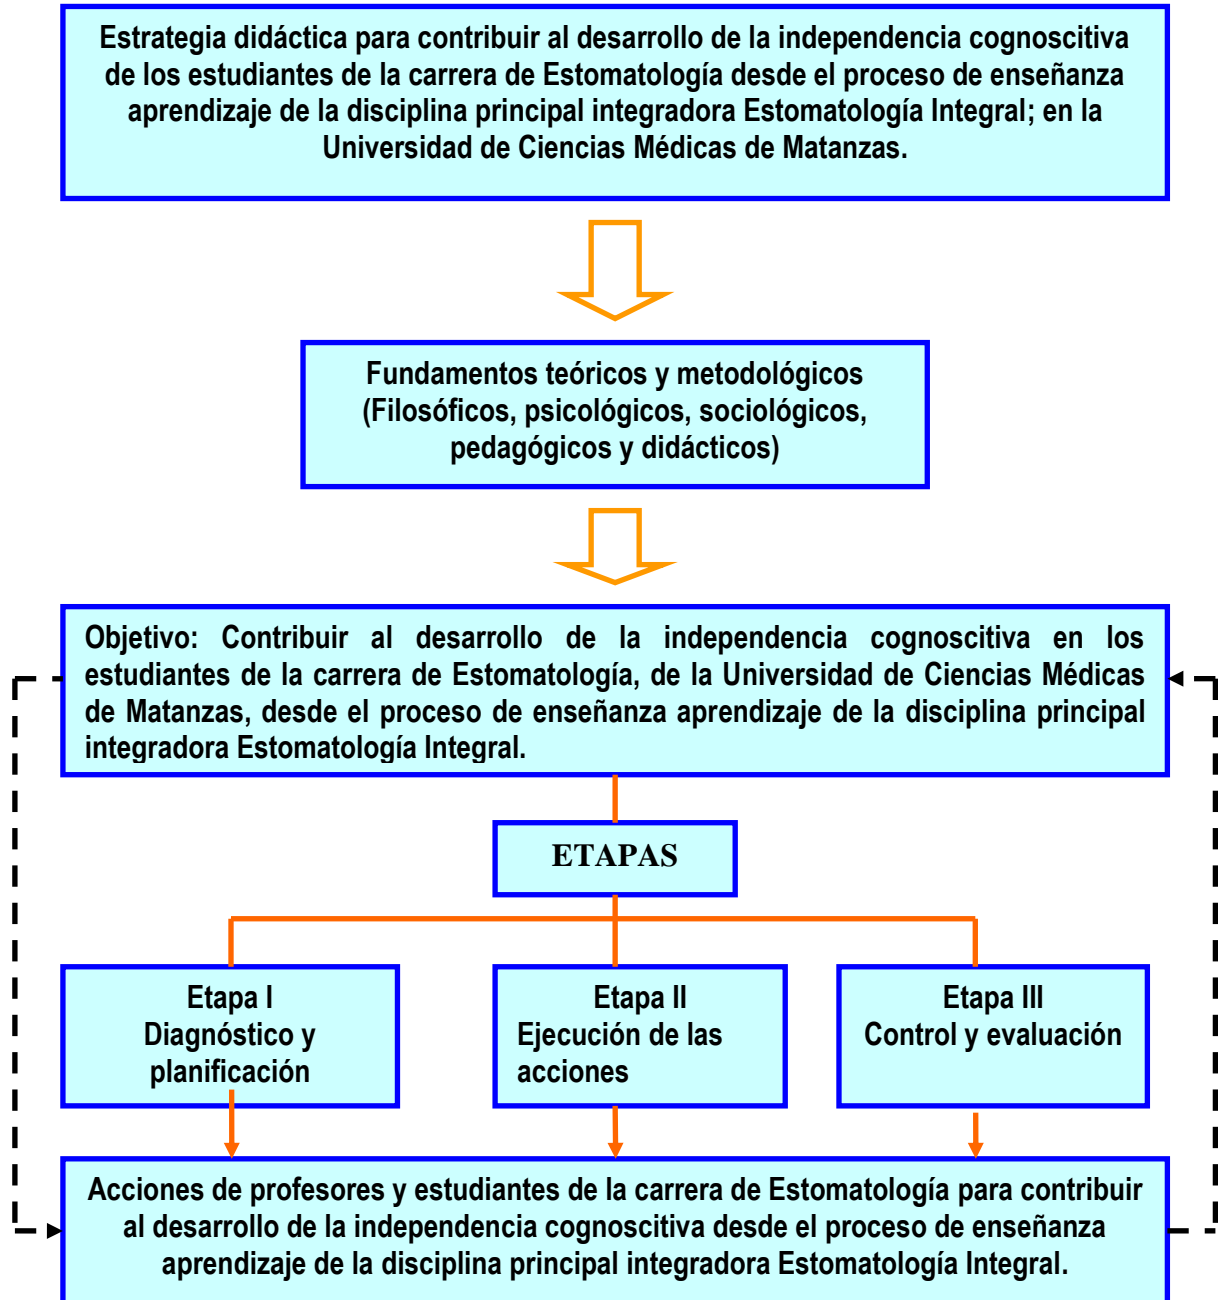 Estrategia didáctica para contribuir al desarrollo de la independencia cognoscitiva
de los estudiantes de la carrera de Estomatología desde el proceso de enseñanza
aprendizaje de la disciplina principal integradora Estomatología Integral; en la
Universidad de Ciencias Médicas de Matanzas.
Fundamentos teóricos y metodológicos
(Filosóficos, psicológicos, sociológicos,
pedagógicos y didácticos)
Objetivo: Contribuir al desarrollo de la independencia cognoscitiva en los
estudiantes de la carrera de Estomatología, de la Universidad de Ciencias Médicas
de Matanzas, desde el proceso de enseñanza aprendizaje de la disciplina principal
integradora Estomatología Integral.
ETAPAS
Etapa I
Diagnóstico y
planificación
Etapa II
Ejecución de las
acciones
Etapa III
Control y evaluación
Acciones de profesores y estudiantes de la carrera de Estomatología para contribuir
al desarrollo de la independencia cognoscitiva desde el proceso de enseñanza
aprendizaje de la disciplina principal integradora Estomatología Integral.